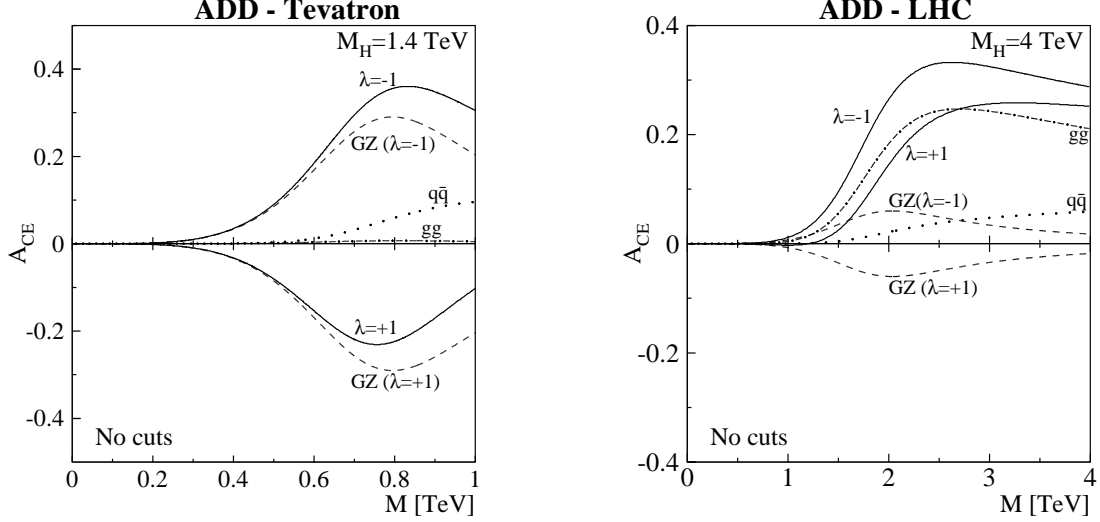 ADD - Tevatron
M_H=1.4 TeV
0.4
λ=-1
GZ (λ=-1)
0.2
qq̄
gg
A_CE
0
λ=+1
-0.2
GZ (λ=+1)
-0.4
No cuts
0 0.2 0.4 0.6 0.8 1
M [TeV]
ADD - LHC
0.4
M_H=4 TeV
λ=-1
0.2
gg
λ=+1
GZ(λ=-1)
qq̄
A_CE
0
GZ (λ=+1)
-0.2
No cuts
-0.4
0 1 2 3 4
M [TeV]